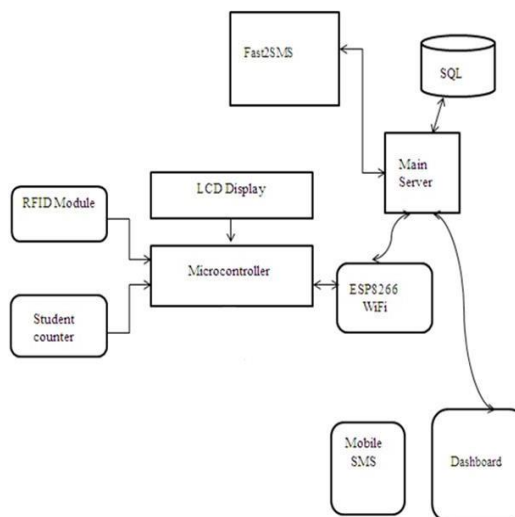 Fast2SMS
SQL
Main
Server
LCD Display
RFID Module
Microcontroller
ESP8266
WiFi
Student
counter
Mobile
SMS
Dashboard